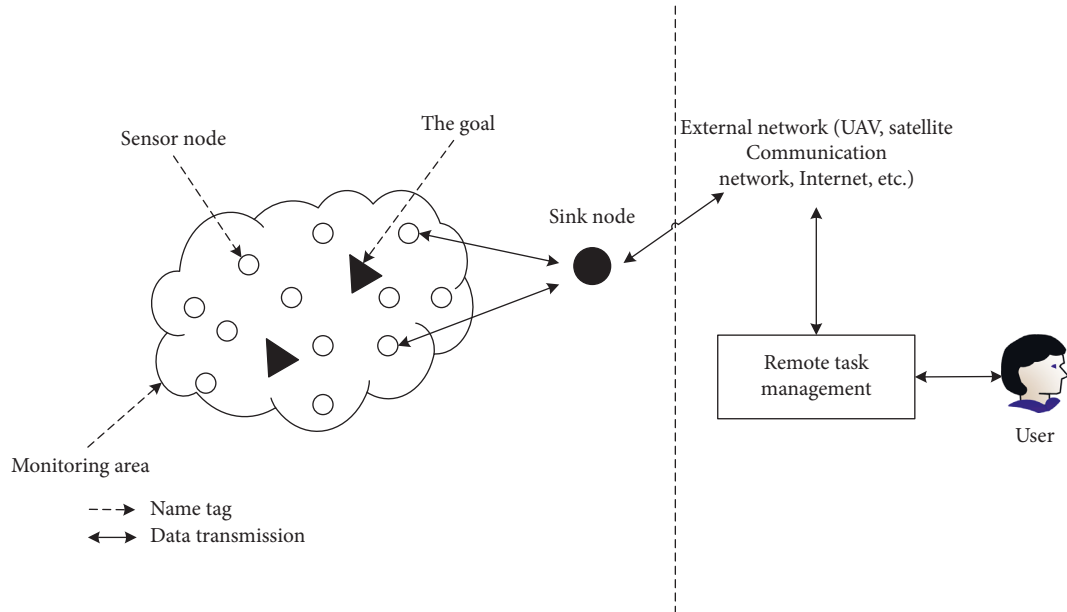 Sensor node
The goal
Sink node
External network (UAV, satellite
Communication
network, Internet, etc.)
Remote task
management
User
Monitoring area
Name tag
Data transmission